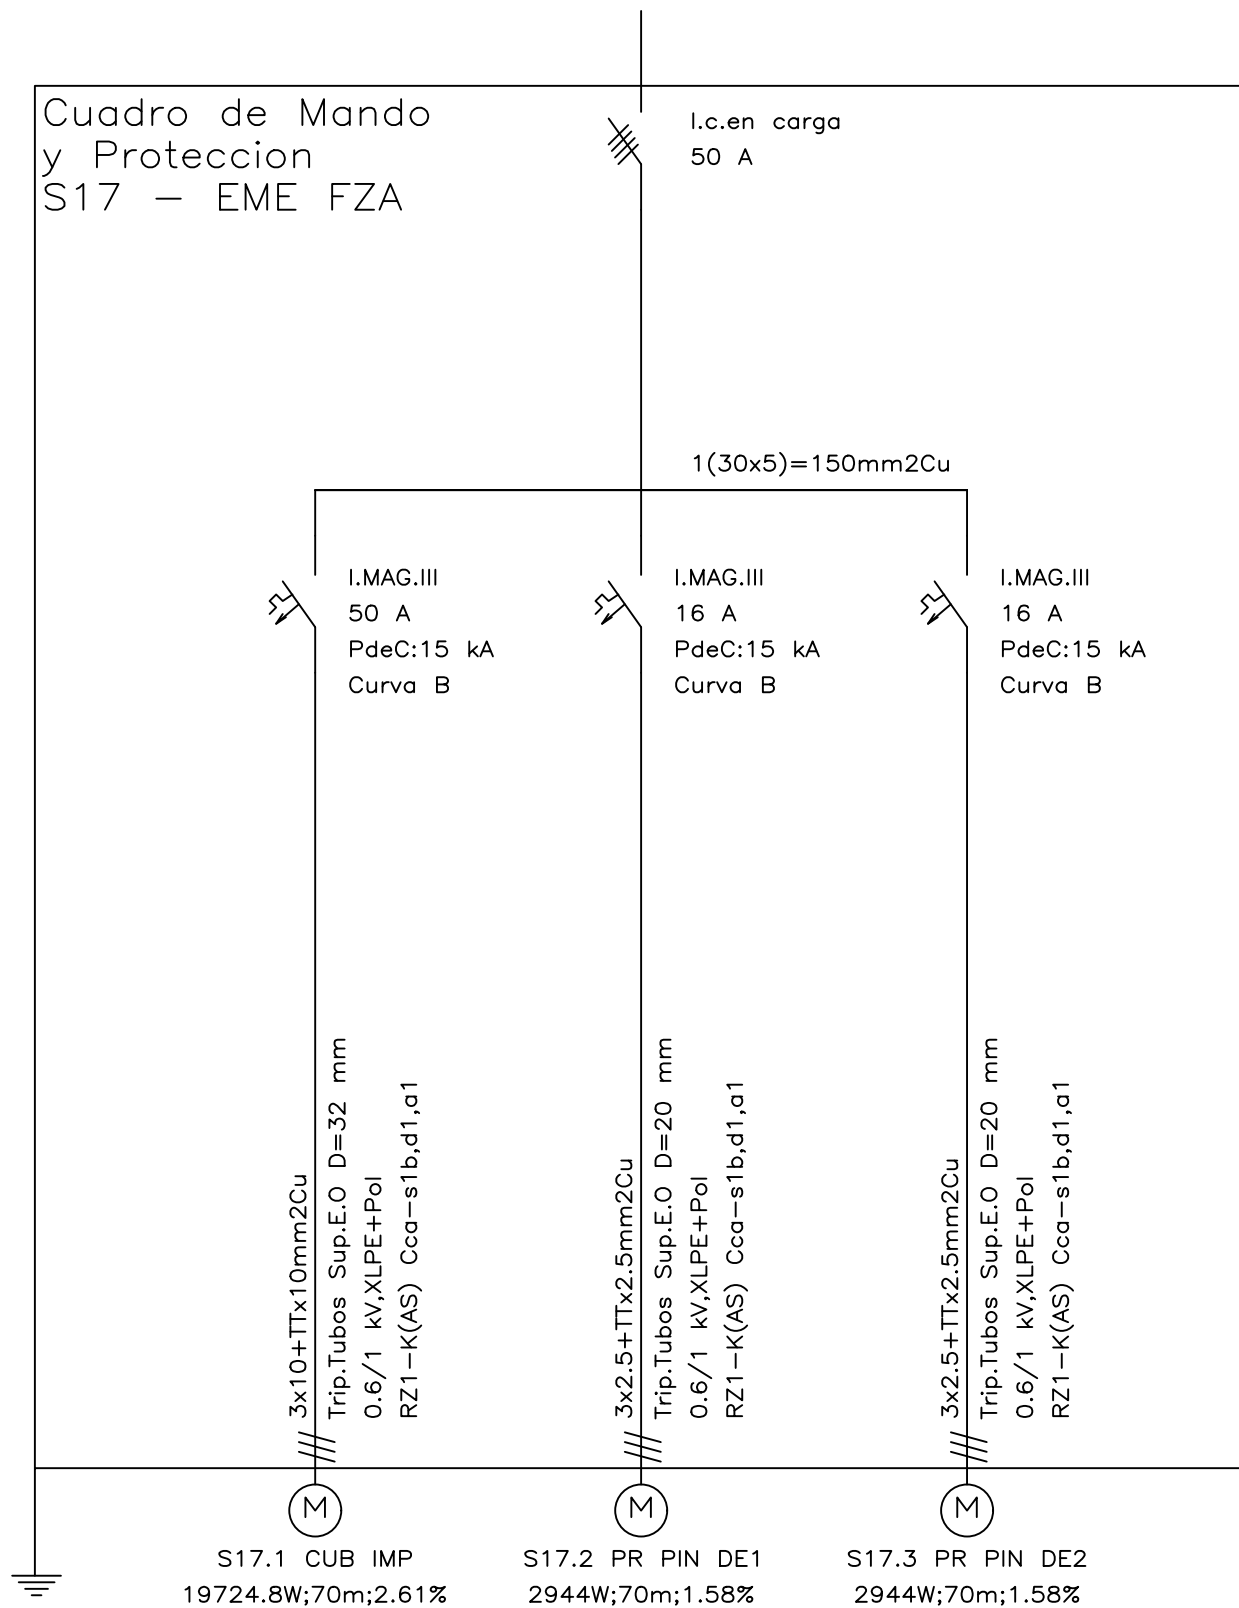 Cuadro de Mando
y Proteccion
S17 - EME FZA
I.c.en carga
50 A
1(30x5)=150mm2Cu
I.MAG.III
50 A
PdeC:15 kA
Curva B
I.MAG.III
16 A
PdeC:15 kA
Curva B
I.MAG.III
16 A
PdeC:15 kA
Curva B
3x10+TTx10mm2Cu
Trip.Tubos Sup.E.O D=32 mm
0.6/1 kV,XLPE+Pol
RZ1-K(AS) Cca-s1b,d1,a1
3x2.5+TTx2.5mm2Cu
Trip.Tubos Sup.E.O D=20 mm
0.6/1 kV,XLPE+Pol
RZ1-K(AS) Cca-s1b,d1,a1
3x2.5+TTx2.5mm2Cu
Trip.Tubos Sup.E.O D=20 mm
0.6/1 kV,XLPE+Pol
RZ1-K(AS) Cca-s1b,d1,a1
M
S17.1 CUB IMP
19724.8W;70m;2.61%
M
S17.2 PR PIN DE1
2944W;70m;1.58%
M
S17.3 PR PIN DE2
2944W;70m;1.58%